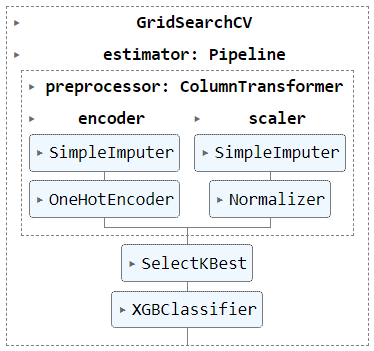 GridSearchCV
estimator: Pipeline
preprocessor: ColumnTransformer
encoder scaler
SimpleImputer SimpleImputer
OneHotEncoder Normalizer
SelectKBest
XGBClassifier